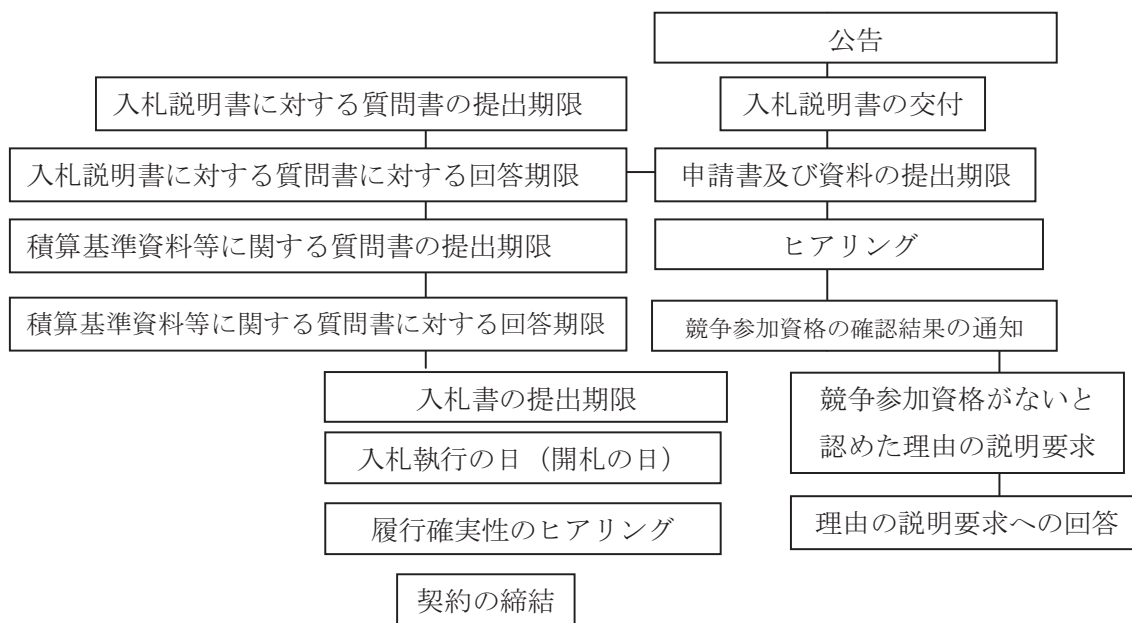 公告
入札説明書に対する質問書の提出期限
入札説明書の交付
入札説明書に対する質問書に対する回答期限
申請書及び資料の提出期限
積算基準資料等に関する質問書の提出期限
ヒアリング
積算基準資料等に関する質問書に対する回答期限
競争参加資格の確認結果の通知
入札書の提出期限
競争参加資格がないと
認めた理由の説明要求
入札執行の日（開札の日）
履行確実性のヒアリング
理由の説明要求への回答
契約の締結